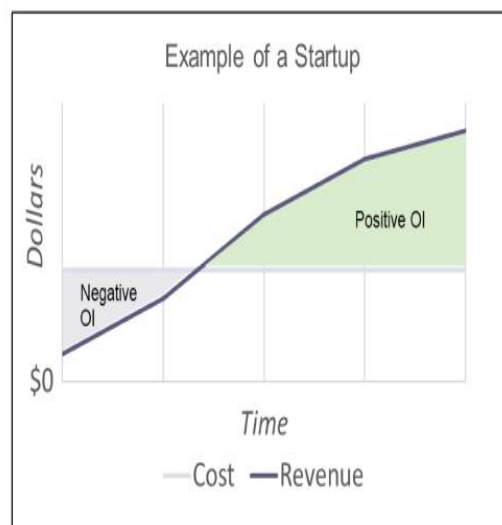 Example of a Startup
Dollars
Positive OI
Negative
OI
$0
Time
Cost Revenue